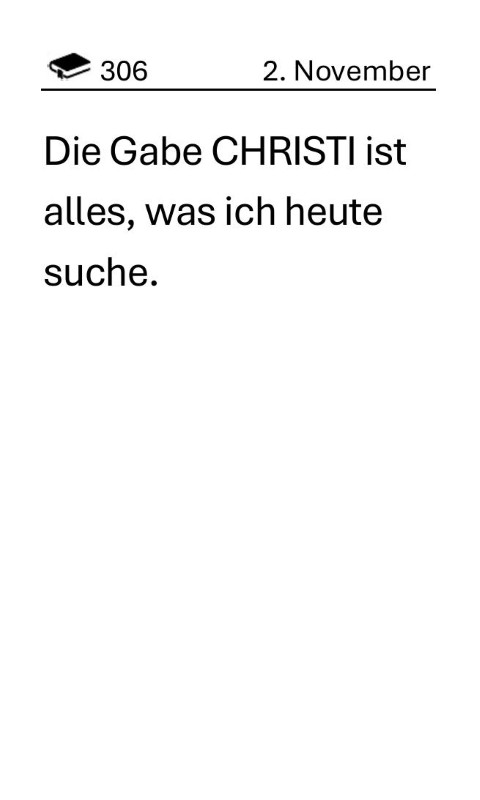 306 2. November
Die Gabe CHRISTI ist
alles, was ich heute
suche.